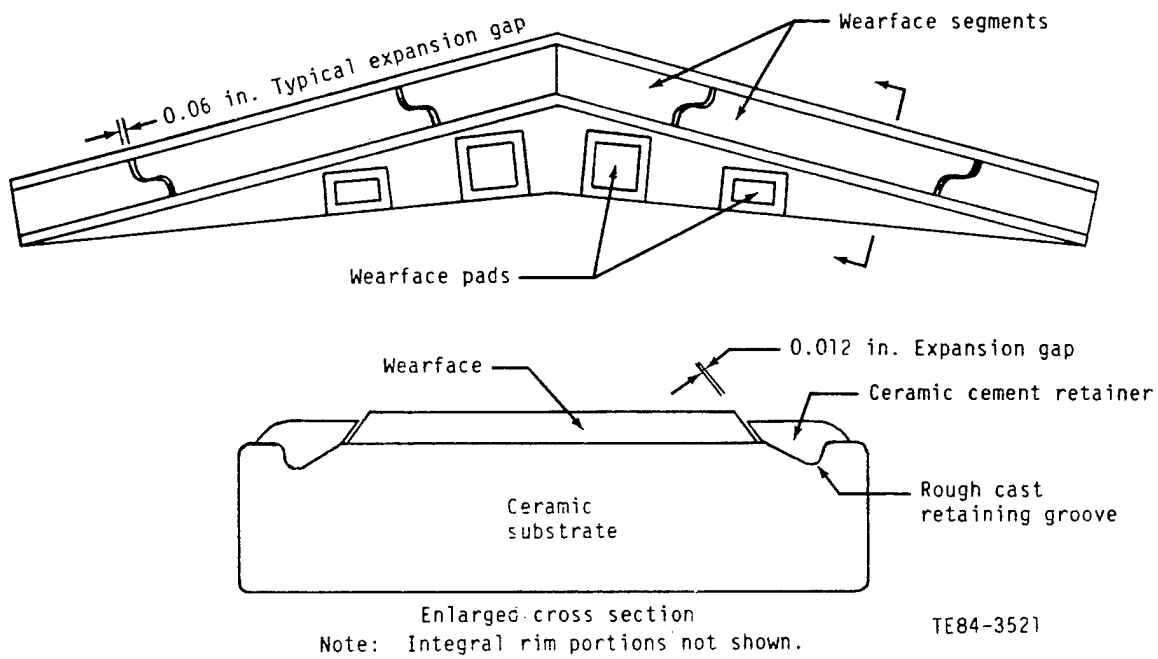 Wearface segments
0.06 in. Typical expansion gap
Wearface pads
0.012 in. Expansion gap
Wearface
Ceramic cement retainer
Rough cast
retaining groove
Ceramic
substrate
Enlarged cross section
TE84-3521
Note: Integral rim portions not shown.